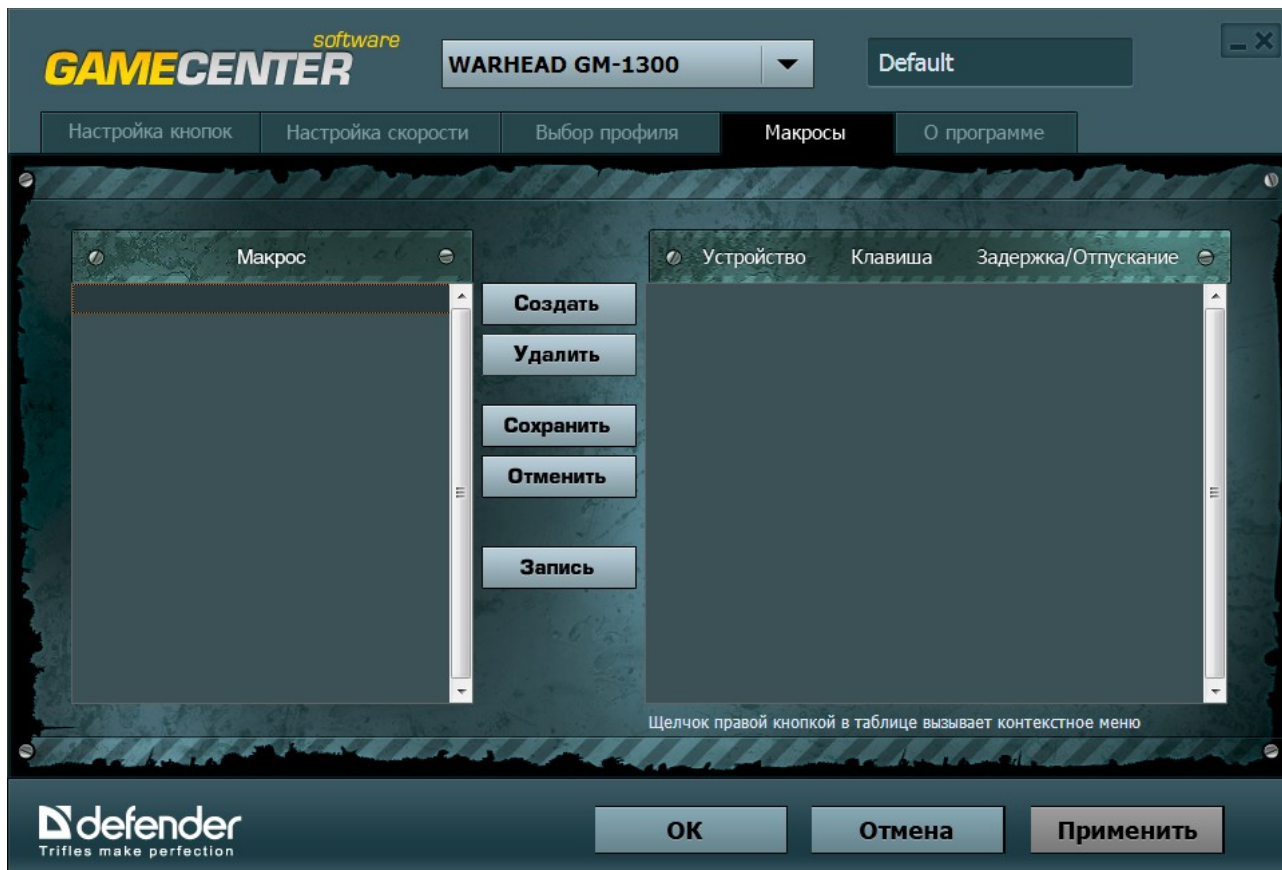 software
GAMECENTER
WARHEAD GM-1300
Default
Настройка кнопок
Настройка скорости
Выбор профиля
Макросы
О программе
Макрос
Устройство
Клавиша
Задержка/Отпускание
Создать
Удалить
Сохранить
Отменить
Запись
Щелчок правой кнопкой в таблице вызывает контекстное меню
defender
Trifles make perfection
ОК
Отмена
Применить